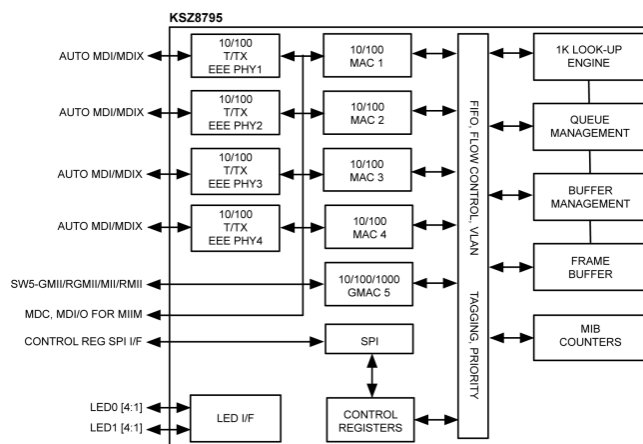 KSZ8795
AUTO MDI/MDIX
10/100
T/TX
EEE PHY1
10/100
MAC 1
1K LOOK-UP
ENGINE
AUTO MDI/MDIX
10/100
T/TX
EEE PHY2
10/100
MAC 2
QUEUE
MANAGEMENT
AUTO MDI/MDIX
10/100
T/TX
EEE PHY3
10/100
MAC 3
BUFFER
MANAGEMENT
AUTO MDI/MDIX
10/100
T/TX
EEE PHY4
10/100
MAC 4
FRAME
BUFFER
FIFO, FLOW CONTROL, VLAN TAGGING, PRIORITY
SW5-GMII/RGMII/MII/RMII
10/100/1000
GMAC 5
MDC, MDI/O FOR MIIM
CONTROL REG SPI I/F
SPI
MIB
COUNTERS
LED0 [4:1]
LED1 [4:1]
LED I/F
CONTROL
REGISTERS